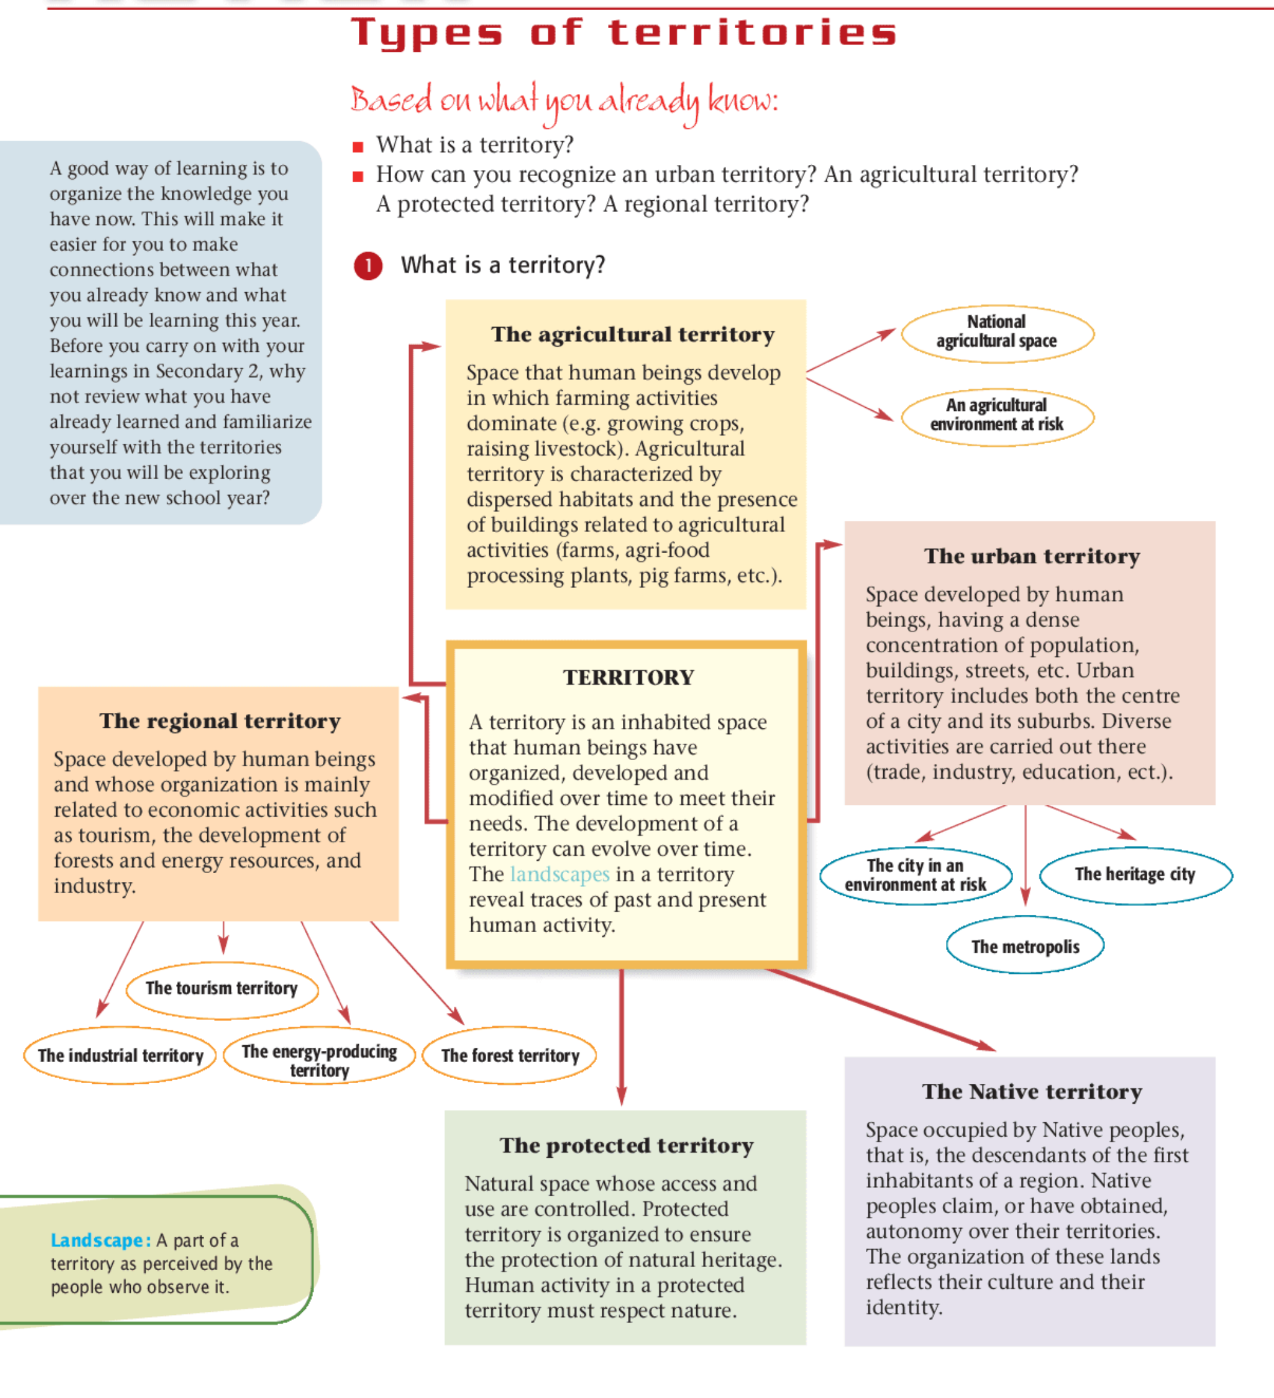 Types of territories
Based on what you already know:
■ What is a territory?
■ How can you recognize an urban territory? An agricultural territory?
A protected territory? A regional territory?
A good way of learning is to
organize the knowledge you
have now. This will make it
easier for you to make
connections between what
you already know and what
you will be learning this year.
Before you carry on with your
learnings in Secondary 2, why
not review what you have
already learned and familiarize
yourself with the territories
that you will be exploring
over the new school year?
1 What is a territory?
The agricultural territory
Space that human beings develop
in which farming activities
dominate (e.g. growing crops,
raising livestock). Agricultural
territory is characterized by
dispersed habitats and the presence
of buildings related to agricultural
activities (farms, agri-food
processing plants, pig farms, etc.).
National
agricultural space
An agricultural
environment at risk
The urban territory
Space developed by human
beings, having a dense
concentration of population,
buildings, streets, etc. Urban
territory includes both the centre
of a city and its suburbs. Diverse
activities are carried out there
(trade, industry, education, ect.).
The city in an
environment at risk
The heritage city
The metropolis
TERRITORY
A territory is an inhabited space
that human beings have
organized, developed and
modified over time to meet their
needs. The development of a
territory can evolve over time.
The landscapes in a territory
reveal traces of past and present
human activity.
The regional territory
Space developed by human beings
and whose organization is mainly
related to economic activities such
as tourism, the development of
forests and energy resources, and
industry.
The tourism territory
The industrial territory
The energy-producing
territory
The forest territory
The protected territory
Natural space whose access and
use are controlled. Protected
territory is organized to ensure
the protection of natural heritage.
Human activity in a protected
territory must respect nature.
The Native territory
Space occupied by Native peoples,
that is, the descendants of the first
inhabitants of a region. Native
peoples claim, or have obtained,
autonomy over their territories.
The organization of these lands
reflects their culture and their
identity.
Landscape: A part of a
territory as perceived by the
people who observe it.